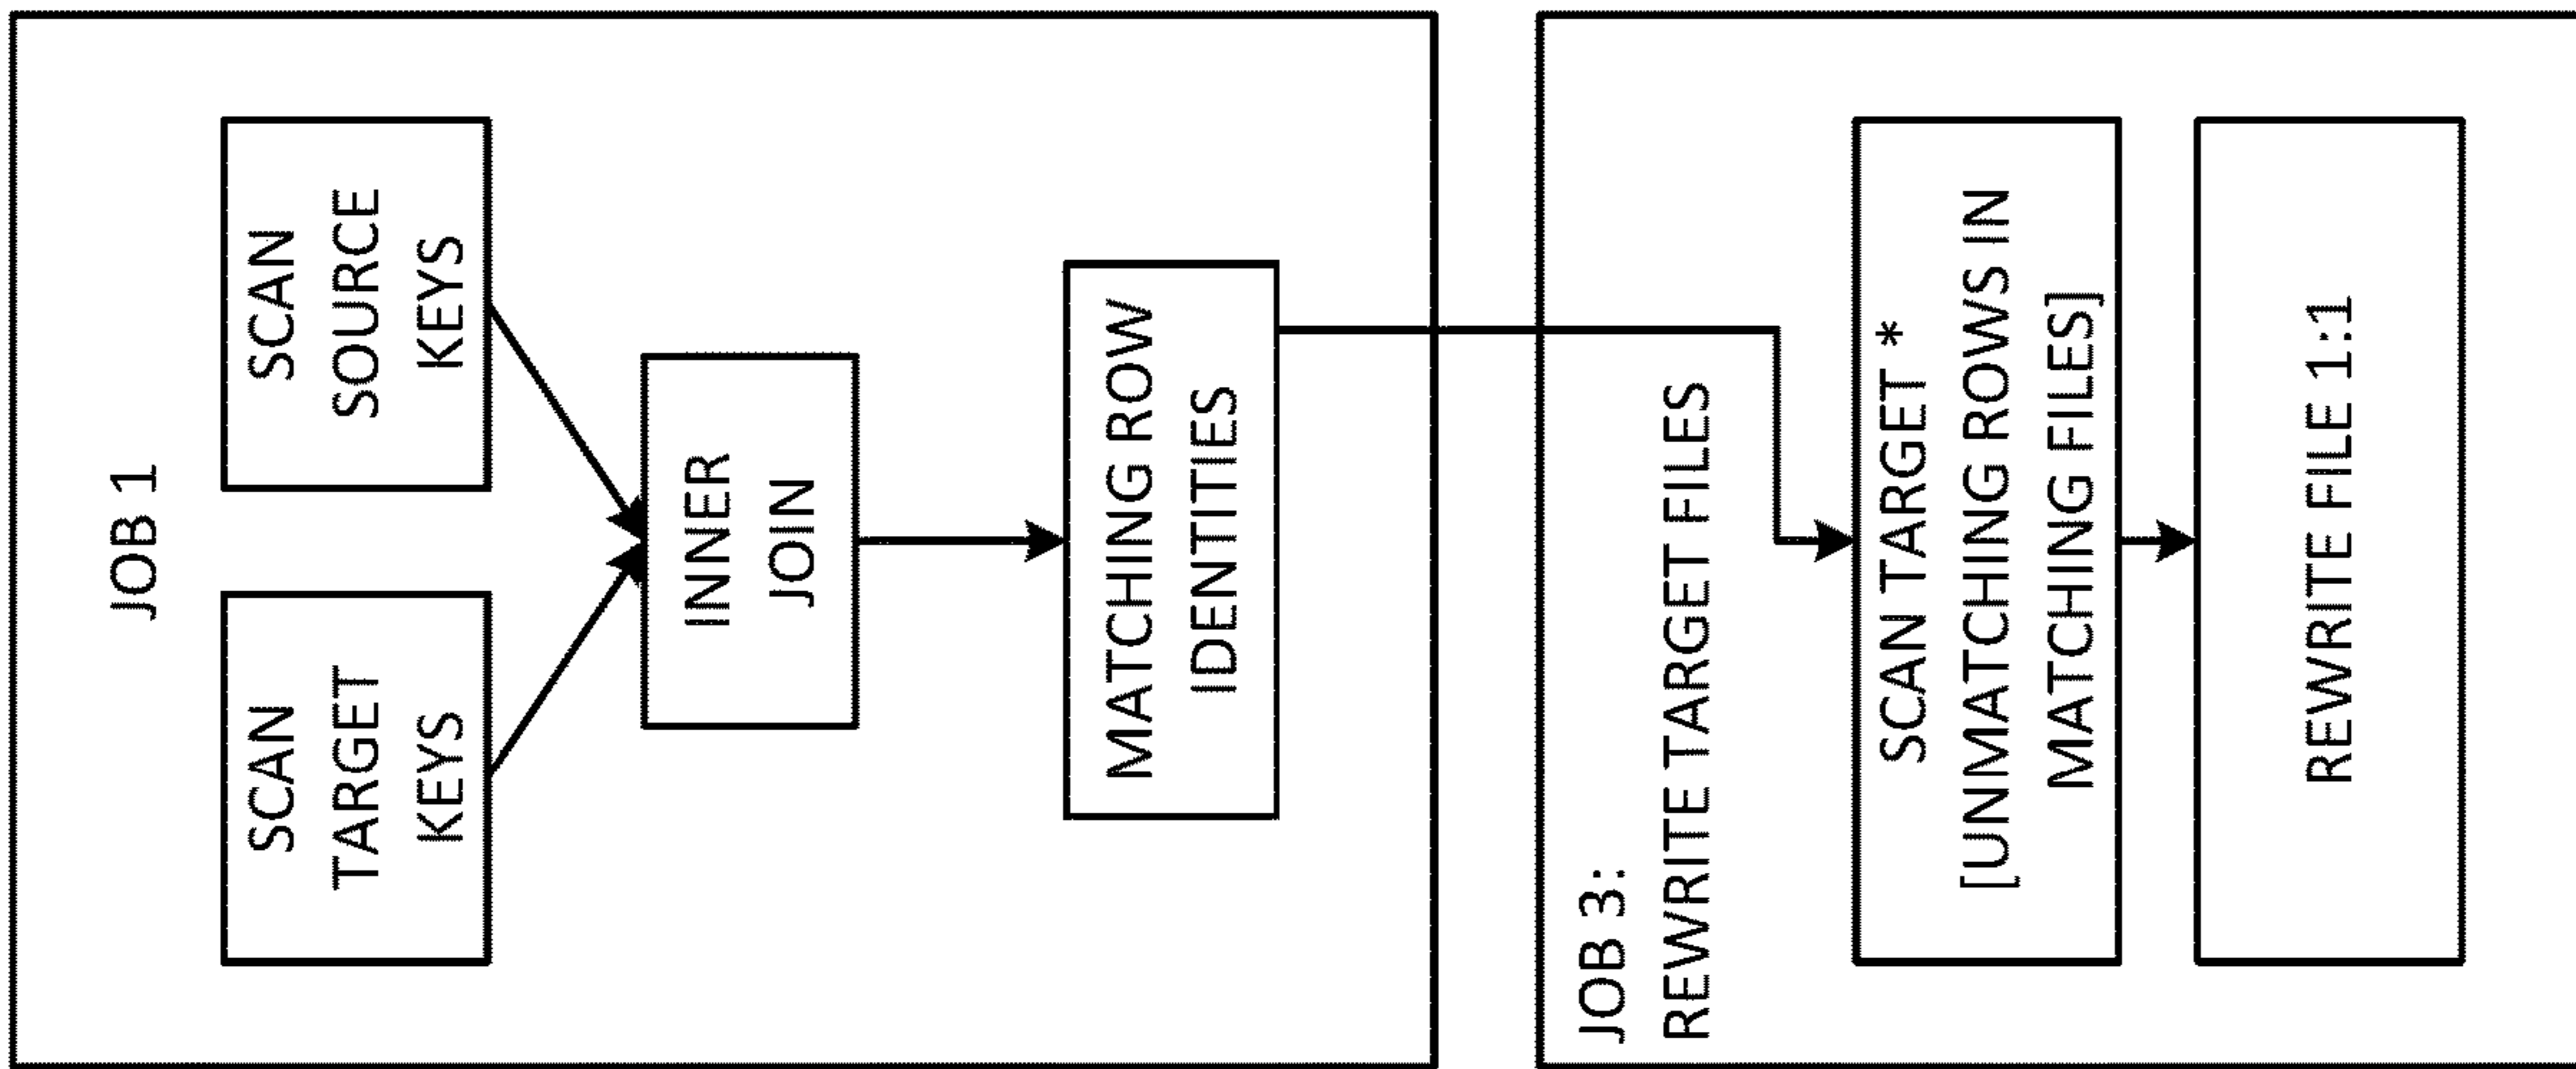 JOB 1
SCAN
TARGET
KEYS
SCAN
SOURCE
KEYS
INNER
JOIN
MATCHING ROW
IDENTITIES
JOB 3:
REWRITE TARGET FILES
SCAN TARGET *
[UNMATCHING ROWS IN
MATCHING FILES]
REWRITE FILE 1:1